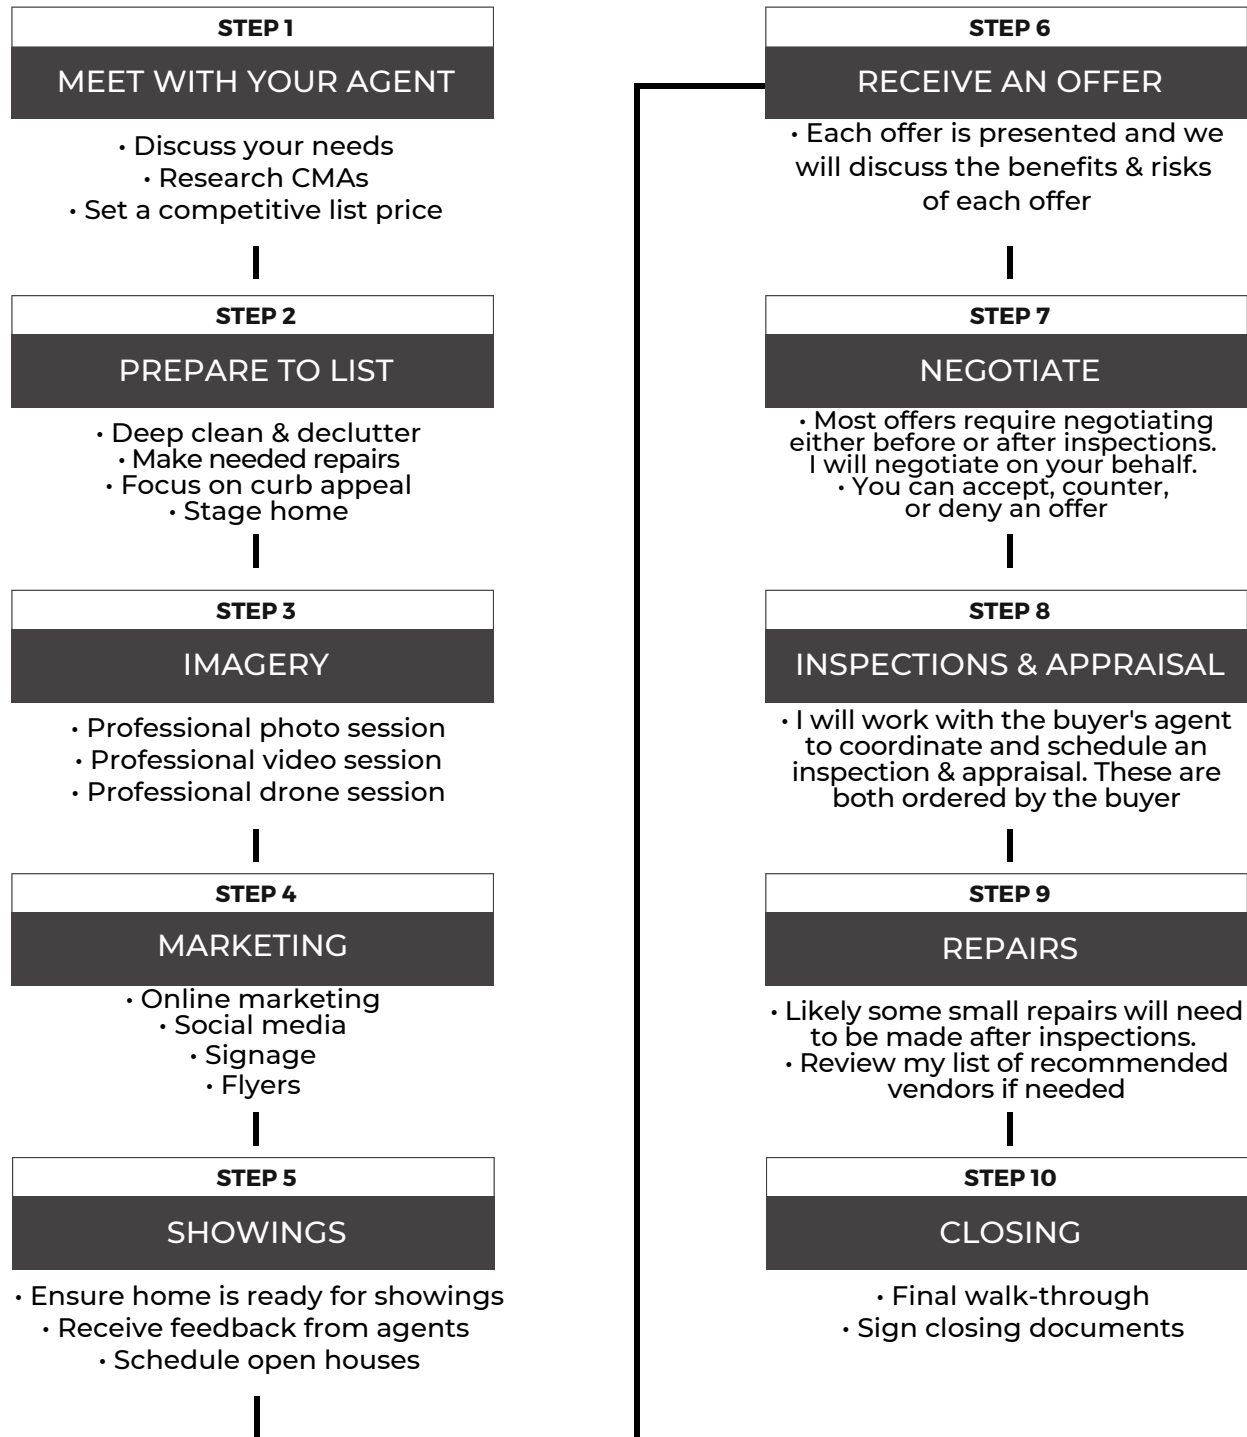 STEP 1
MEET WITH YOUR AGENT
• Discuss your needs
• Research CMAs
• Set a competitive list price
STEP 2
PREPARE TO LIST
• Deep clean & declutter
• Make needed repairs
• Focus on curb appeal
• Stage home
STEP 3
IMAGERY
• Professional photo session
• Professional video session
• Professional drone session
STEP 4
MARKETING
• Online marketing
• Social media
• Signage
• Flyers
STEP 5
SHOWINGS
• Ensure home is ready for showings
• Receive feedback from agents
• Schedule open houses
STEP 6
RECEIVE AN OFFER
• Each offer is presented and we
will discuss the benefits & risks
of each offer
STEP 7
NEGOTIATE
• Most offers require negotiating
either before or after inspections.
I will negotiate on your behalf.
• You can accept, counter,
or deny an offer
STEP 8
INSPECTIONS & APPRAISAL
• I will work with the buyer's agent
to coordinate and schedule an
inspection & appraisal. These are
both ordered by the buyer
STEP 9
REPAIRS
• Likely some small repairs will need
to be made after inspections.
• Review my list of recommended
vendors if needed
STEP 10
CLOSING
• Final walk-through
• Sign closing documents